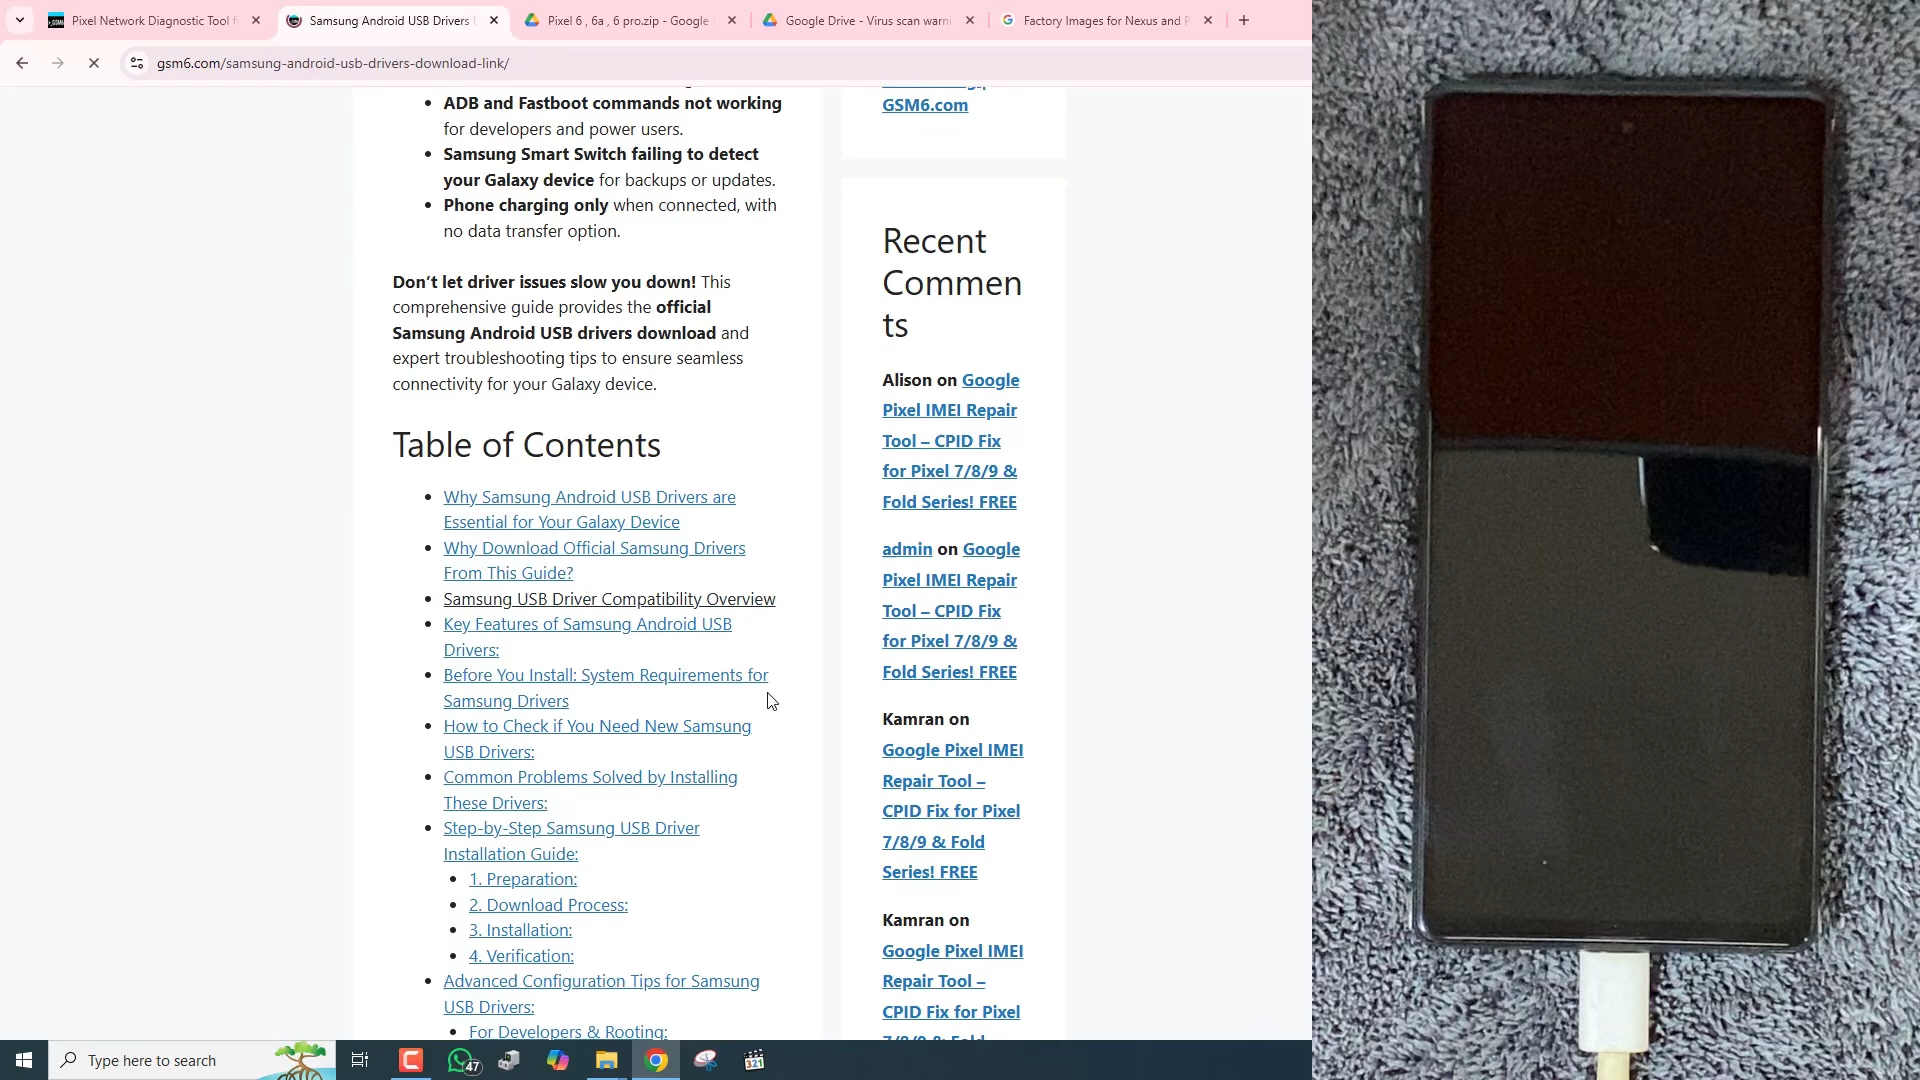 Pixel Network Diagnostic Tool f
Samsung Android USB Drivers D
Pixel 6 , 6a , 6 pro.zip - Google
Google Drive - Virus scan warni
Factory Images for Nexus and P
gsm6.com/samsung-android-usb-drivers-download-link/
ADB and Fastboot commands not working
for developers and power users.
Samsung Smart Switch failing to detect
your Galaxy device for backups or updates.
Phone charging only when connected, with
no data transfer option.
Don’t let driver issues slow you down! This
comprehensive guide provides the official
Samsung Android USB drivers download and
expert troubleshooting tips to ensure seamless
connectivity for your Galaxy device.
Table of Contents
Why Samsung Android USB Drivers are
Essential for Your Galaxy Device
Why Download Official Samsung Drivers
From This Guide?
Samsung USB Driver Compatibility Overview
Key Features of Samsung Android USB
Drivers:
Before You Install: System Requirements for
Samsung Drivers
How to Check if You Need New Samsung
USB Drivers:
Common Problems Solved by Installing
These Drivers:
Step-by-Step Samsung USB Driver
Installation Guide:
1. Preparation:
2. Download Process:
3. Installation:
4. Verification:
Advanced Configuration Tips for Samsung
USB Drivers:
For Developers & Rooting:
GSM6.com
Recent
Commen
ts
Alison on Google
Pixel IMEI Repair
Tool – CPID Fix
for Pixel 7/8/9 &
Fold Series! FREE
admin on Google
Pixel IMEI Repair
Tool – CPID Fix
for Pixel 7/8/9 &
Fold Series! FREE
Kamran on
Google Pixel IMEI
Repair Tool –
CPID Fix for Pixel
7/8/9 & Fold
Series! FREE
Kamran on
Google Pixel IMEI
Repair Tool –
CPID Fix for Pixel
7/8/9 & Fold
Type here to search
47
321